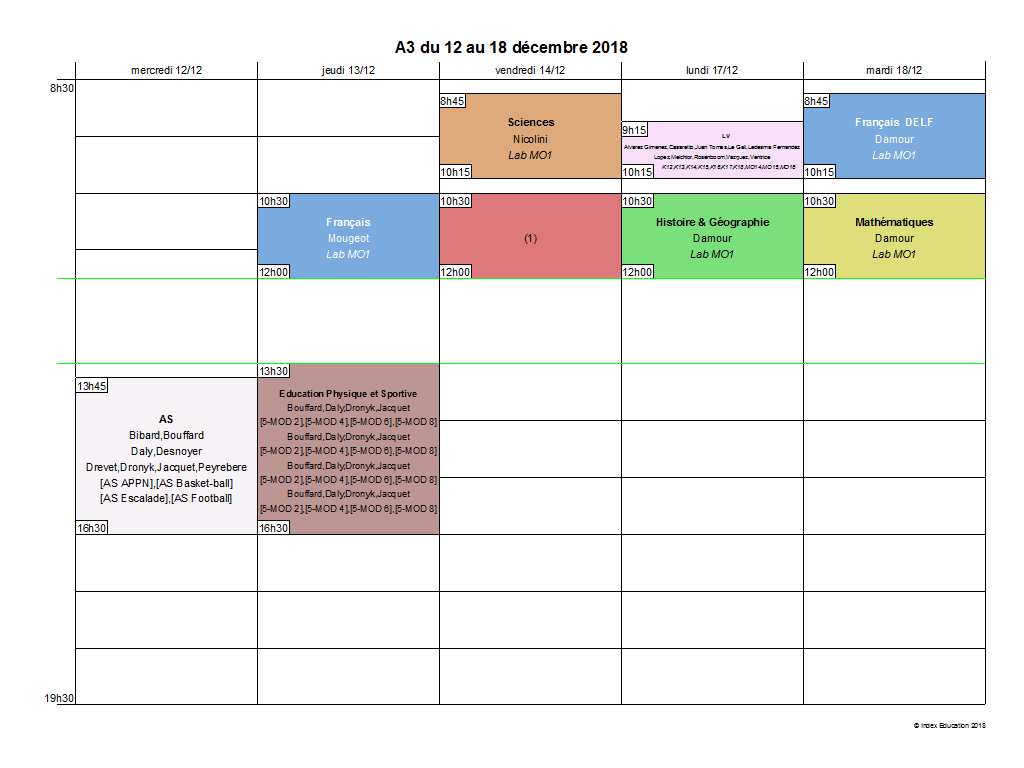 A3 du 12 au 18 décembre 2018
mercredi 12/12
jeudi 13/12
vendredi 14/12
lundi 17/12
mardi 18/12
8h30
8h45
Sciences
Nicolini
Lab MO1
10h15
9h15
LV
Alvarez Gimenez,Casarelto,Juan Tomas,Le Gall,Ledesma Fernandez
Lopez,Melchior,Rosenboom,Vazquez,Ventrice
K12,K13,K14,K15,K16,K17,K18,MO14,MO15,MO16
10h15
8h45
Français DELF
Damour
Lab MO1
10h15
10h30
Français
Mougeot
Lab MO1
12h00
10h30
(1)
12h00
10h30
Histoire & Géographie
Damour
Lab MO1
12h00
10h30
Mathématiques
Damour
Lab MO1
12h00
13h45
AS
Bibard,Bouffard
Daly,Desnoyer
Drevet,Dronyk,Jacquet,Peyrebere
[AS APPN],[AS Basket-ball]
[AS Escalade],[AS Football]
16h30
13h30
Education Physique et Sportive
Bouffard,Daly,Dronyk,Jacquet
[5-MOD 2],[5-MOD 4],[5-MOD 6],[5-MOD 8]
Bouffard,Daly,Dronyk,Jacquet
[5-MOD 2],[5-MOD 4],[5-MOD 6],[5-MOD 8]
Bouffard,Daly,Dronyk,Jacquet
[5-MOD 2],[5-MOD 4],[5-MOD 6],[5-MOD 8]
Bouffard,Daly,Dronyk,Jacquet
[5-MOD 2],[5-MOD 4],[5-MOD 6],[5-MOD 8]
16h30
19h30
© Index Education 2018